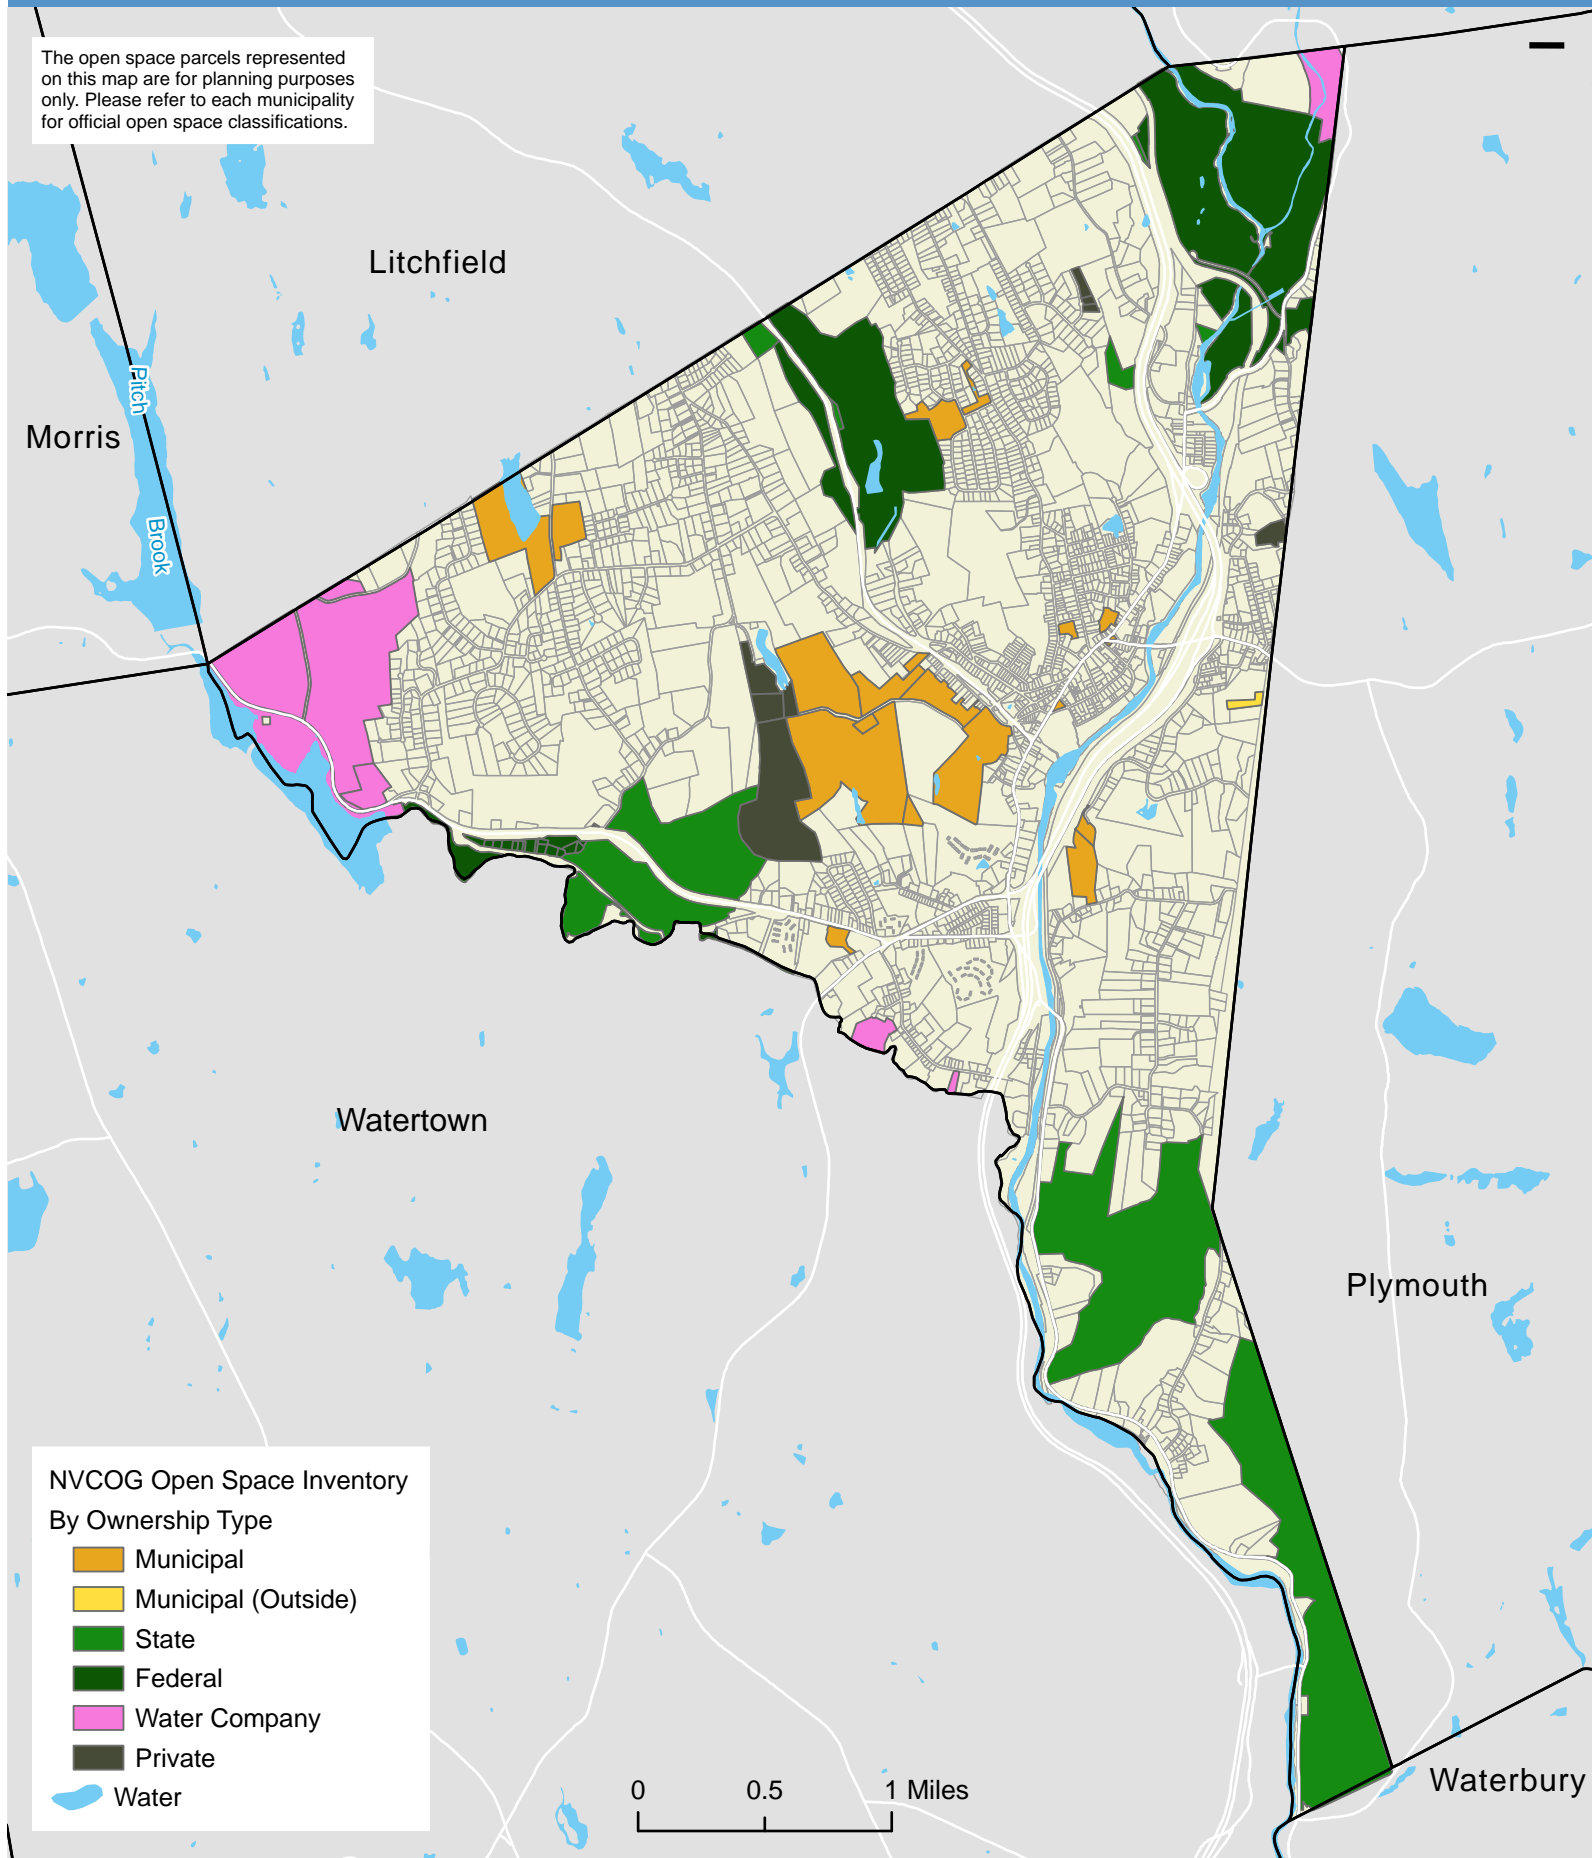 The open space parcels represented
on this map are for planning purposes
only. Please refer to each municipality
for official open space classifications.
Litchfield
Pitch
Morris
Brook
Watertown
Plymouth
NVCOG Open Space Inventory
By Ownership Type
Municipal
Municipal (Outside)
State
Federal
Water Company
Private
Water
0 0.5 1 Miles
Waterbury